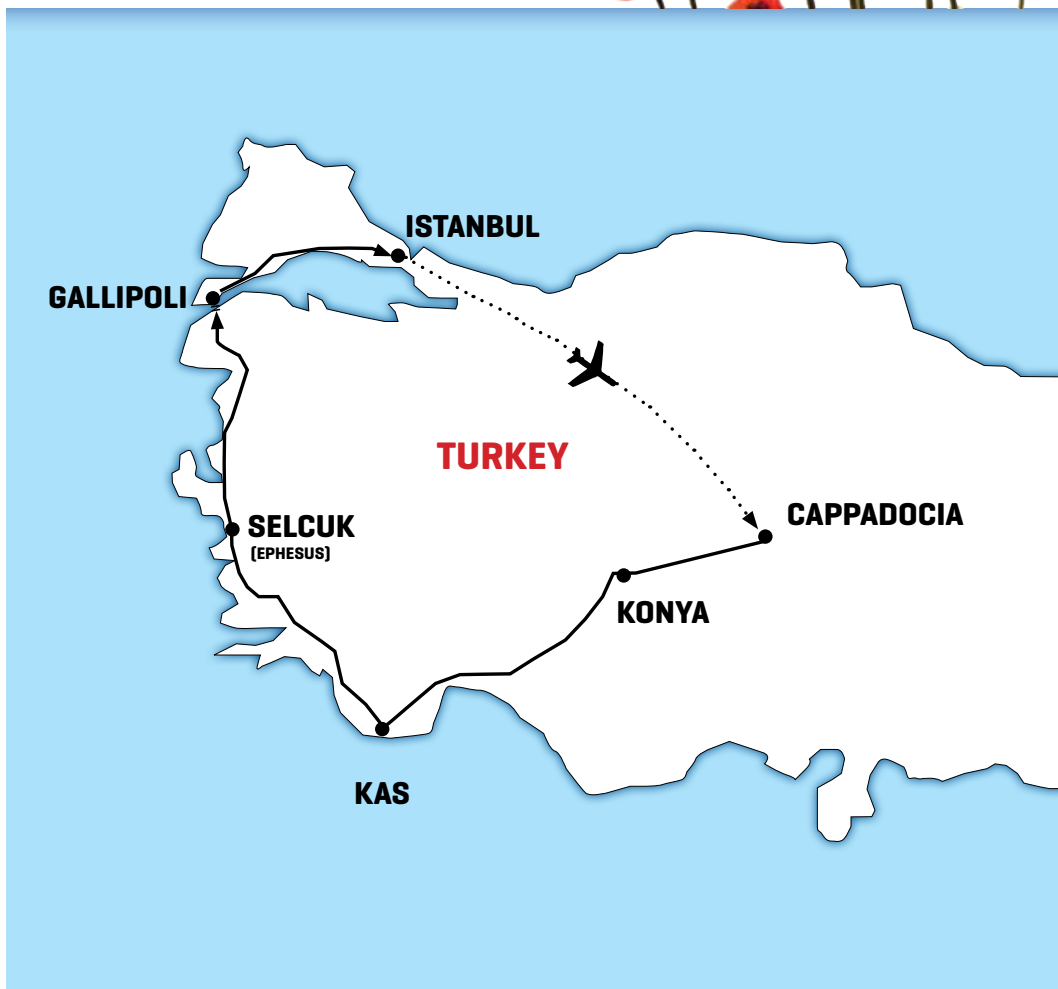 ISTANBUL
GALLIPOLI
TURKEY
CAPPADOCIA
SELCUK
(EPHESUS)
KONYA
KAS